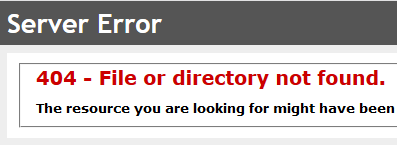 Server Error
404 - File or directory not found.
The resource you are looking for might have been